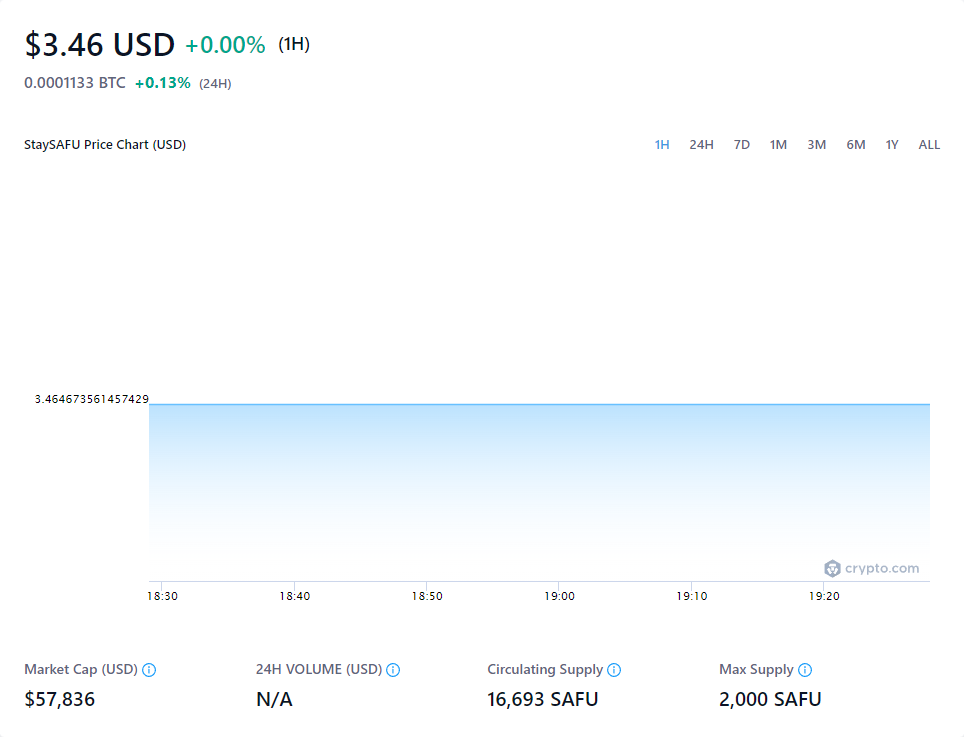 $3.46 USD +0.00% (1H)
0.0001133 BTC +0.13% (24H)
StaySAFU Price Chart (USD) 1H 24H 7D 1M 3M 6M 1Y ALL
3.464673561457429
crypto.com
18:30 18:40 18:50 19:00 19:10 19:20
Market Cap (USD) 24H VOLUME (USD) Circulating Supply Max Supply
$57,836 N/A 16,693 SAFU 2,000 SAFU